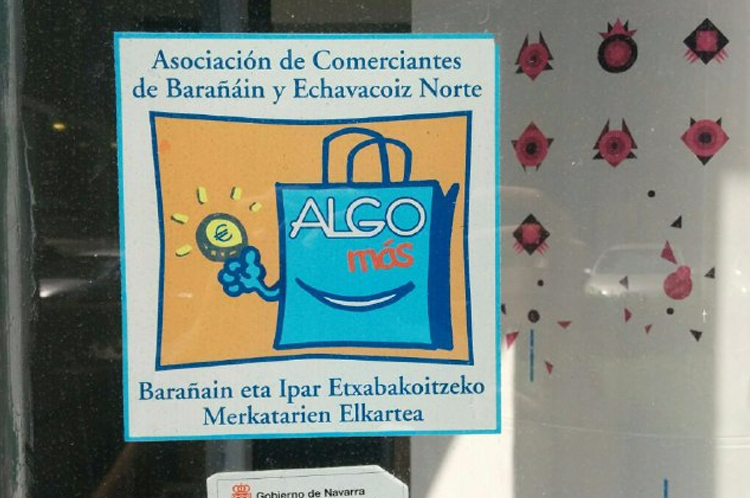 Asociación de Comerciantes
de Barañáin y Echavacoiz Norte
€
ALGO
más
Barañain eta Ipar Etxabakoitzeko
Merkatarien Elkartea
Gobierno de Navarra